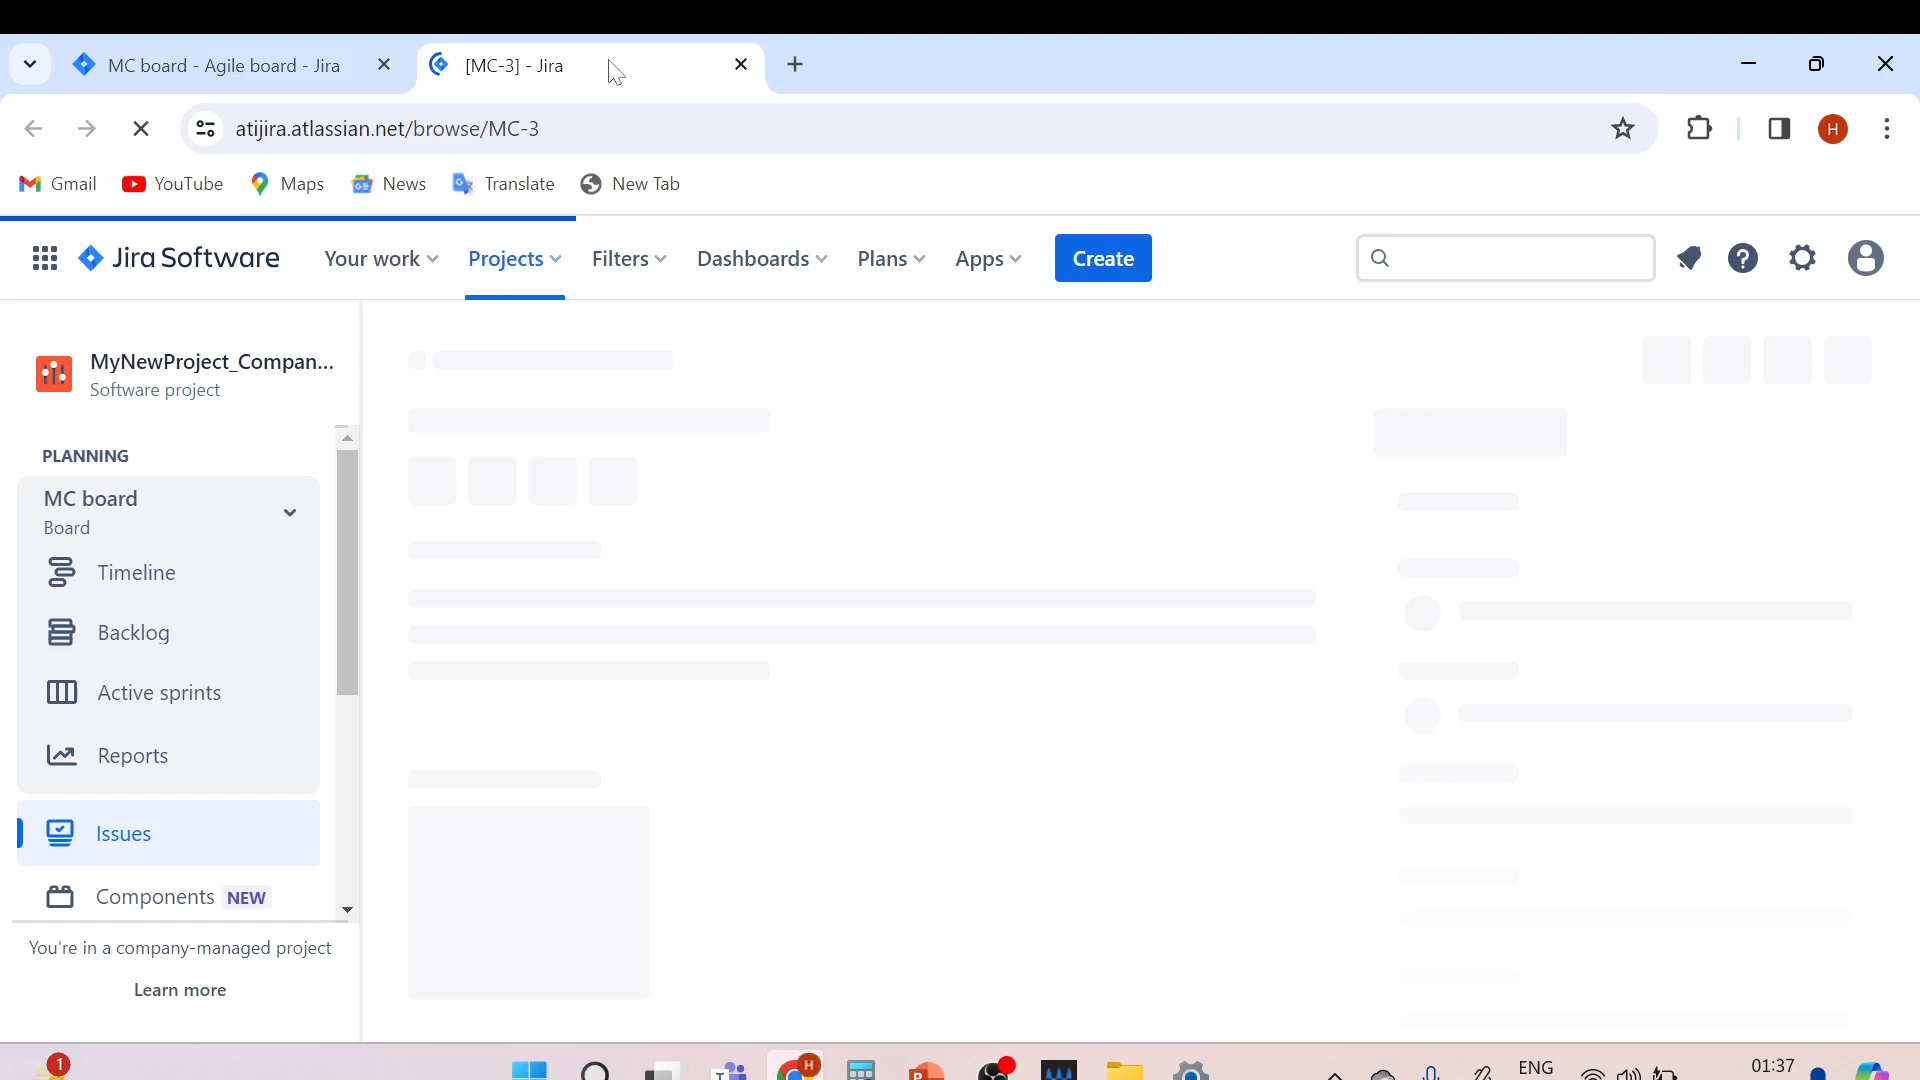 MC board - Agile board - Jira
[MC-3] - Jira
atijira.atlassian.net/browse/MC-3
H
Gmail
YouTube
Maps
News
Translate
New Tab
Jira Software
Your work
Projects
Filters
Dashboards
Plans
Apps
Create
MyNewProject_Compan...
Software project
PLANNING
MC board
Board
Timeline
Backlog
Active sprints
Reports
Issues
Components NEW
You're in a company-managed project
Learn more
1
H
ENG
01:37